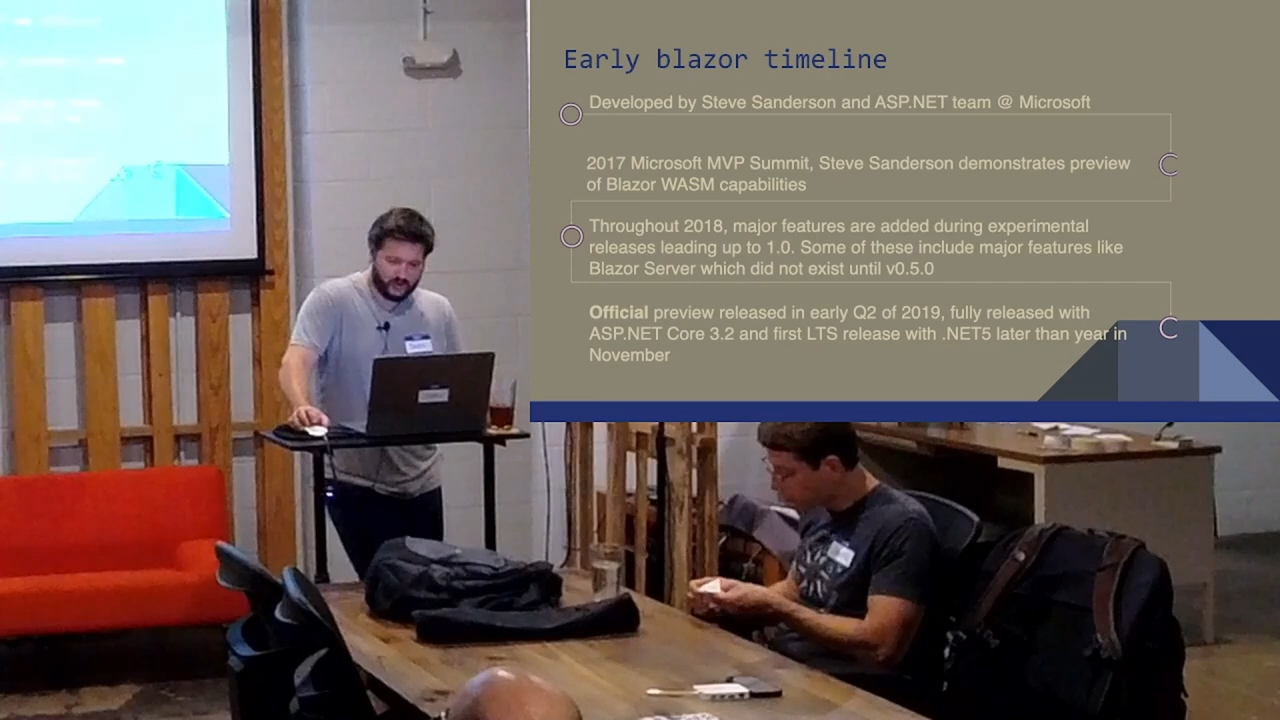 Early blazor timeline
Developed by Steve Sanderson and ASP.NET team @ Microsoft
2017 Microsoft MVP Summit, Steve Sanderson demonstrates preview
of Blazor WASM capabilities
Throughout 2018, major features are added during experimental
releases leading up to 1.0. Some of these include major features like
Blazor Server which did not exist until v0.5.0
Official preview released in early Q2 of 2019, fully released with
ASP.NET Core 3.2 and first LTS release with .NET5 later than year in
November